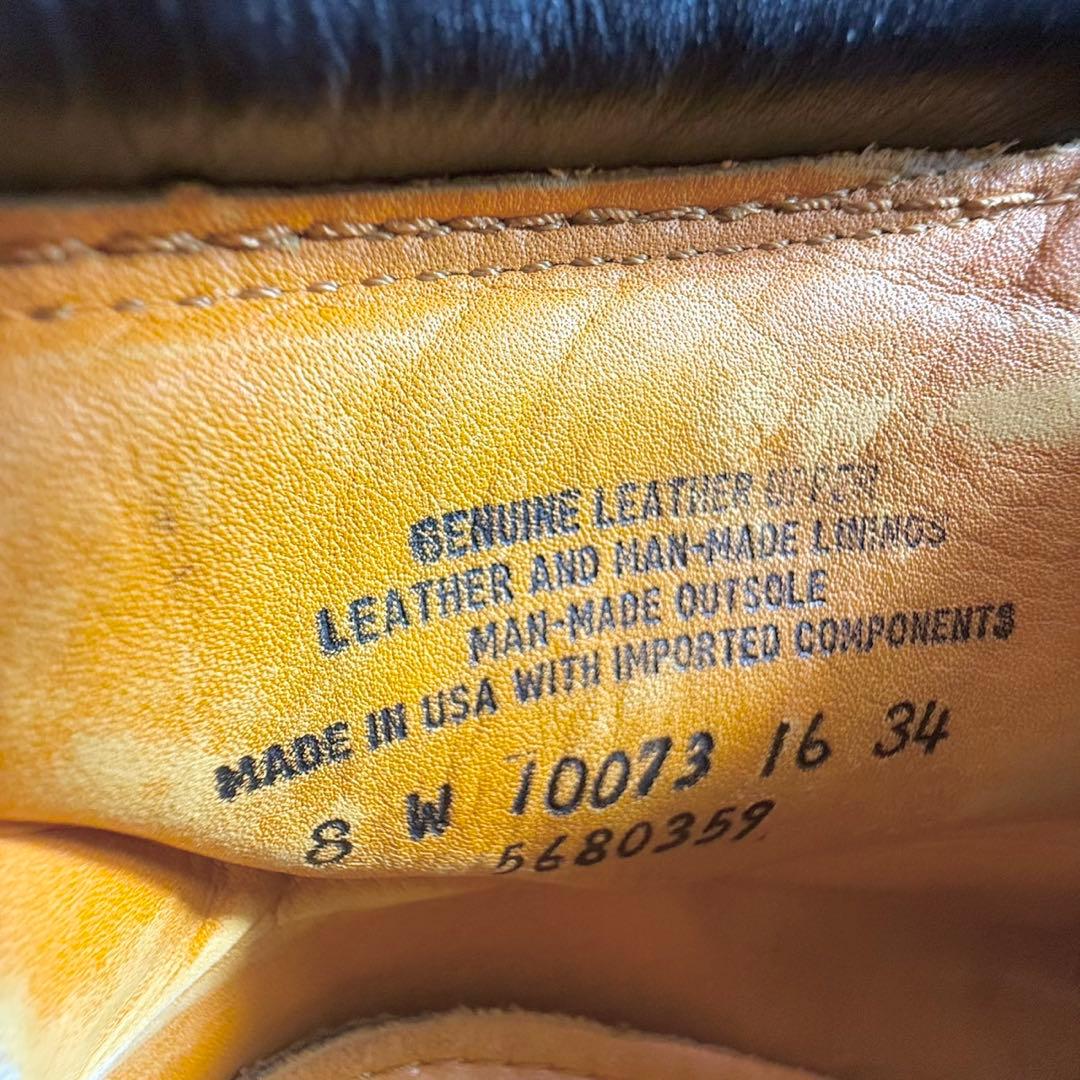 GENUINE LEATHER UPPER
LEATHER AND MAN-MADE LININGS
MAN-MADE OUTSOLE
MADE IN USA WITH IMPORTED COMPONENTS
8 W 10073 16 34
5680359